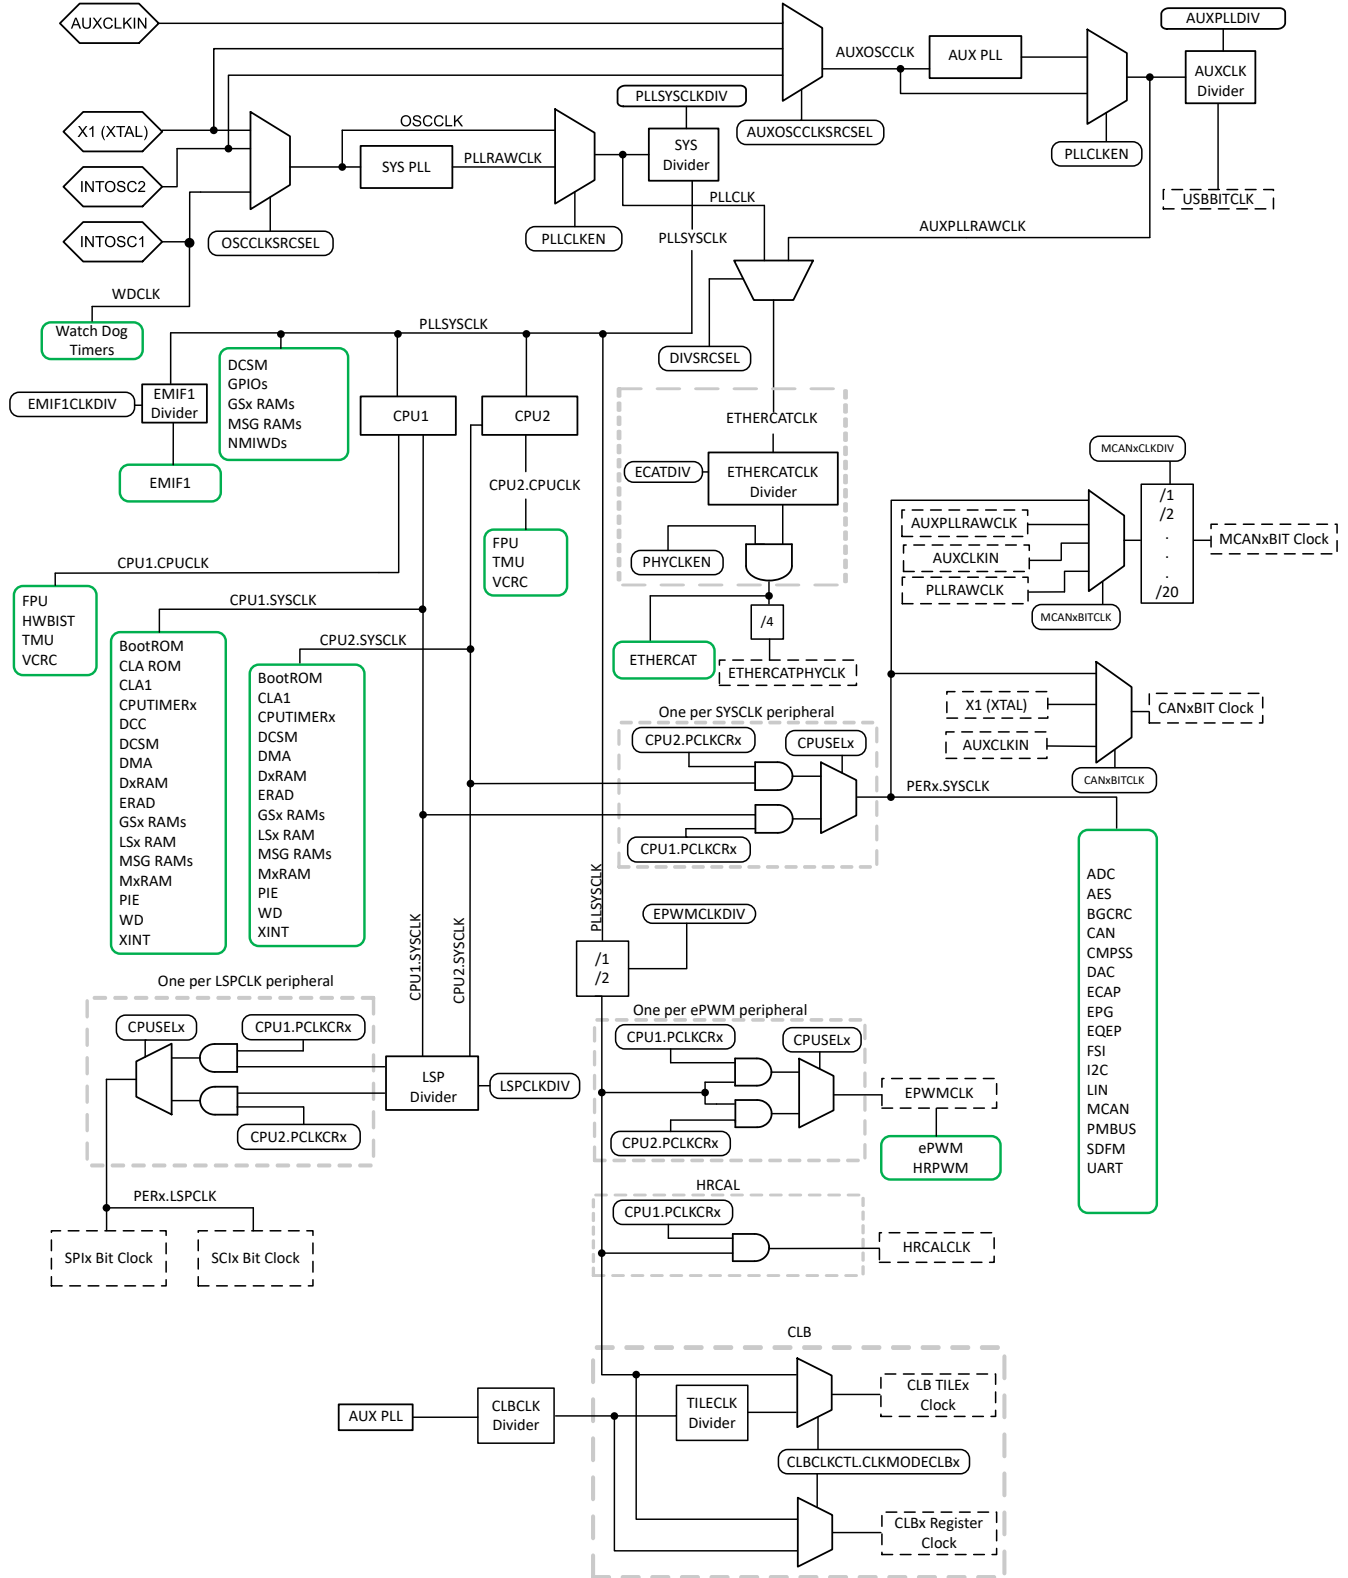 AUXCLKIN
AUXPLLDIV
AUXOSCCLK
AUX PLL
AUXCLK
Divider
PLLSYSCLKDIV
X1 (XTAL)
OSCCLK
AUXOSCCLKSRCSEL
SYS PLL
PLLRAWCLK
SYS
Divider
PLLCLKEN
INTOSC2
PLLCLK
USBBITCLK
INTOSC1
OSCCLKSRCSEL
PLLCLKEN
PLLSYSCLK
AUXPLLRAWCLK
WDCLK
Watch Dog
Timers
PLLSYSCLK
DIVSRCSEL
DCSM
GPIOs
GSx RAMs
MSG RAMs
NMIWDs
EMIF1CLKDIV
EMIF1
Divider
EMIF1
CPU1
CPU2
ETHERCATCLK
ECATDIV
ETHERCATCLK
Divider
CPU2.CPUCLK
FPU
TMU
VCRC
PHYCLKEN
/4
ETHERCAT
ETHERCATPHYCLK
MCANxCLKDIV
/1
/2
.
.
.
/20
AUXPLLRAWCLK
AUXCLKIN
PLLRAWCLK
MCANxBIT Clock
MCANxBITCLK
CPU1.CPUCLK
FPU
HWBIST
TMU
VCRC
CPU1.SYSCLK
BootROM
CLA ROM
CLA1
CPUTIMERx
DCC
DCSM
DMA
DxRAM
ERAD
GSx RAMs
LSx RAM
MSG RAMs
MxRAM
PIE
WD
XINT
CPU2.SYSCLK
BootROM
CLA1
CPUTIMERx
DCSM
DMA
DxRAM
ERAD
GSx RAMs
LSx RAM
MSG RAMs
MxRAM
PIE
WD
XINT
X1 (XTAL)
AUXCLKIN
CANxBIT Clock
CANxBITCLK
One per SYSCLK peripheral
CPU2.PCLKCRx
CPUSELx
CPU1.PCLKCRx
PERx.SYSCLK
ADC
AES
BGCRC
CAN
CMPSS
DAC
ECAP
EPG
EQEP
FSI
I2C
LIN
MCAN
PMBUS
SDFM
UART
PLLSYSCLK
CPU1.SYSCLK
CPU2.SYSCLK
EPWMCLKDIV
/1
/2
One per LSPCLK peripheral
CPUSELx
CPU1.PCLKCRx
CPU2.PCLKCRx
LSP
Divider
LSPCLKDIV
PERx.LSPCLK
SPIx Bit Clock
SCIx Bit Clock
One per ePWM peripheral
CPU1.PCLKCRx
CPUSELx
CPU2.PCLKCRx
EPWMCLK
ePWM
HRPWM
HRCAL
CPU1.PCLKCRx
HRCALCLK
CLB
AUX PLL
CLBCLK
Divider
TILECLK
Divider
CLB TILEx
Clock
CLBCLKCTL.CLKMODECLBx
CLBx Register
Clock